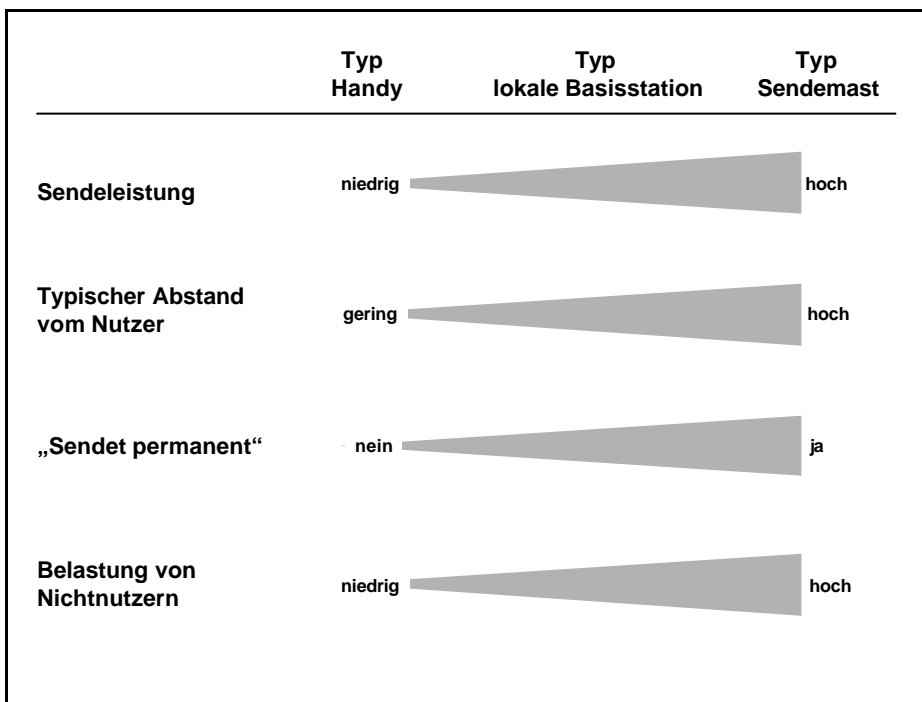 Typ Typ Typ
Handy lokale Basisstation Sendemast
Sendeleistung niedrig hoch
Typischer Abstand
vom Nutzer gering hoch
„Sendet permanent“ nein ja
Belastung von
Nichtnutzern niedrig hoch